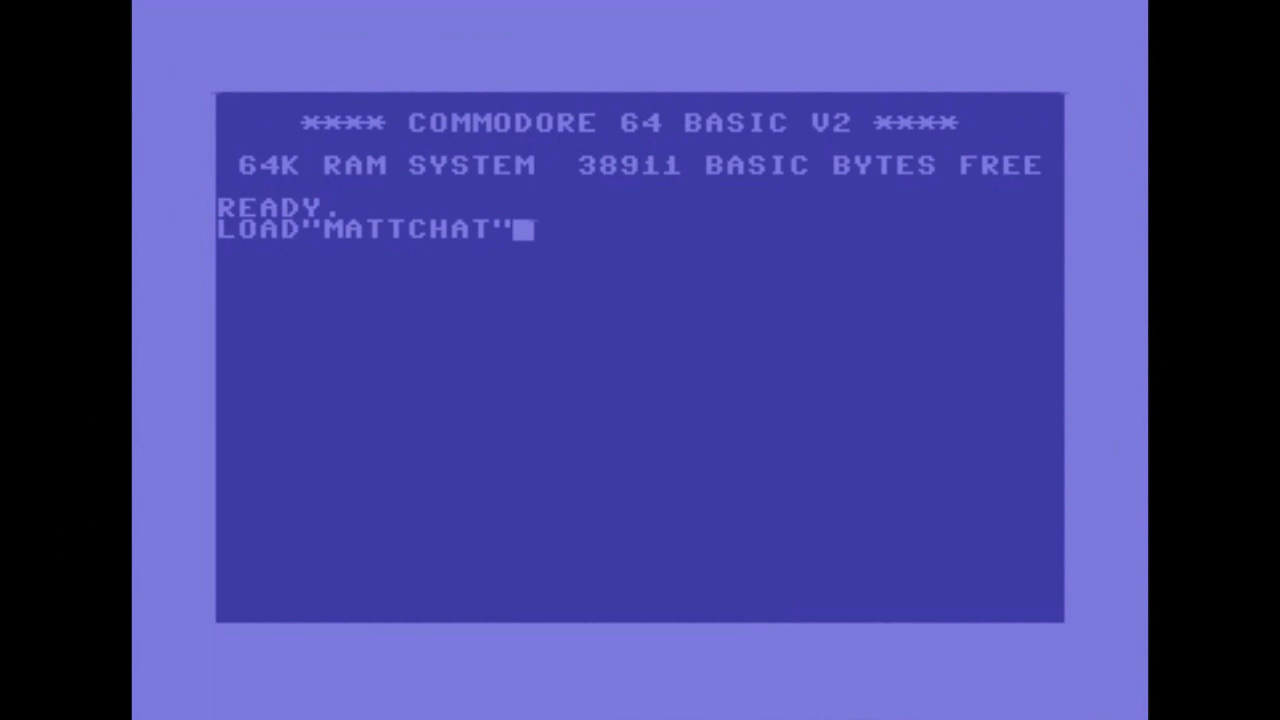 **** COMMODORE 64 BASIC V2 ****
64K RAM SYSTEM  38911 BASIC BYTES FREE
READY.
LOAD"MATTCHAT"